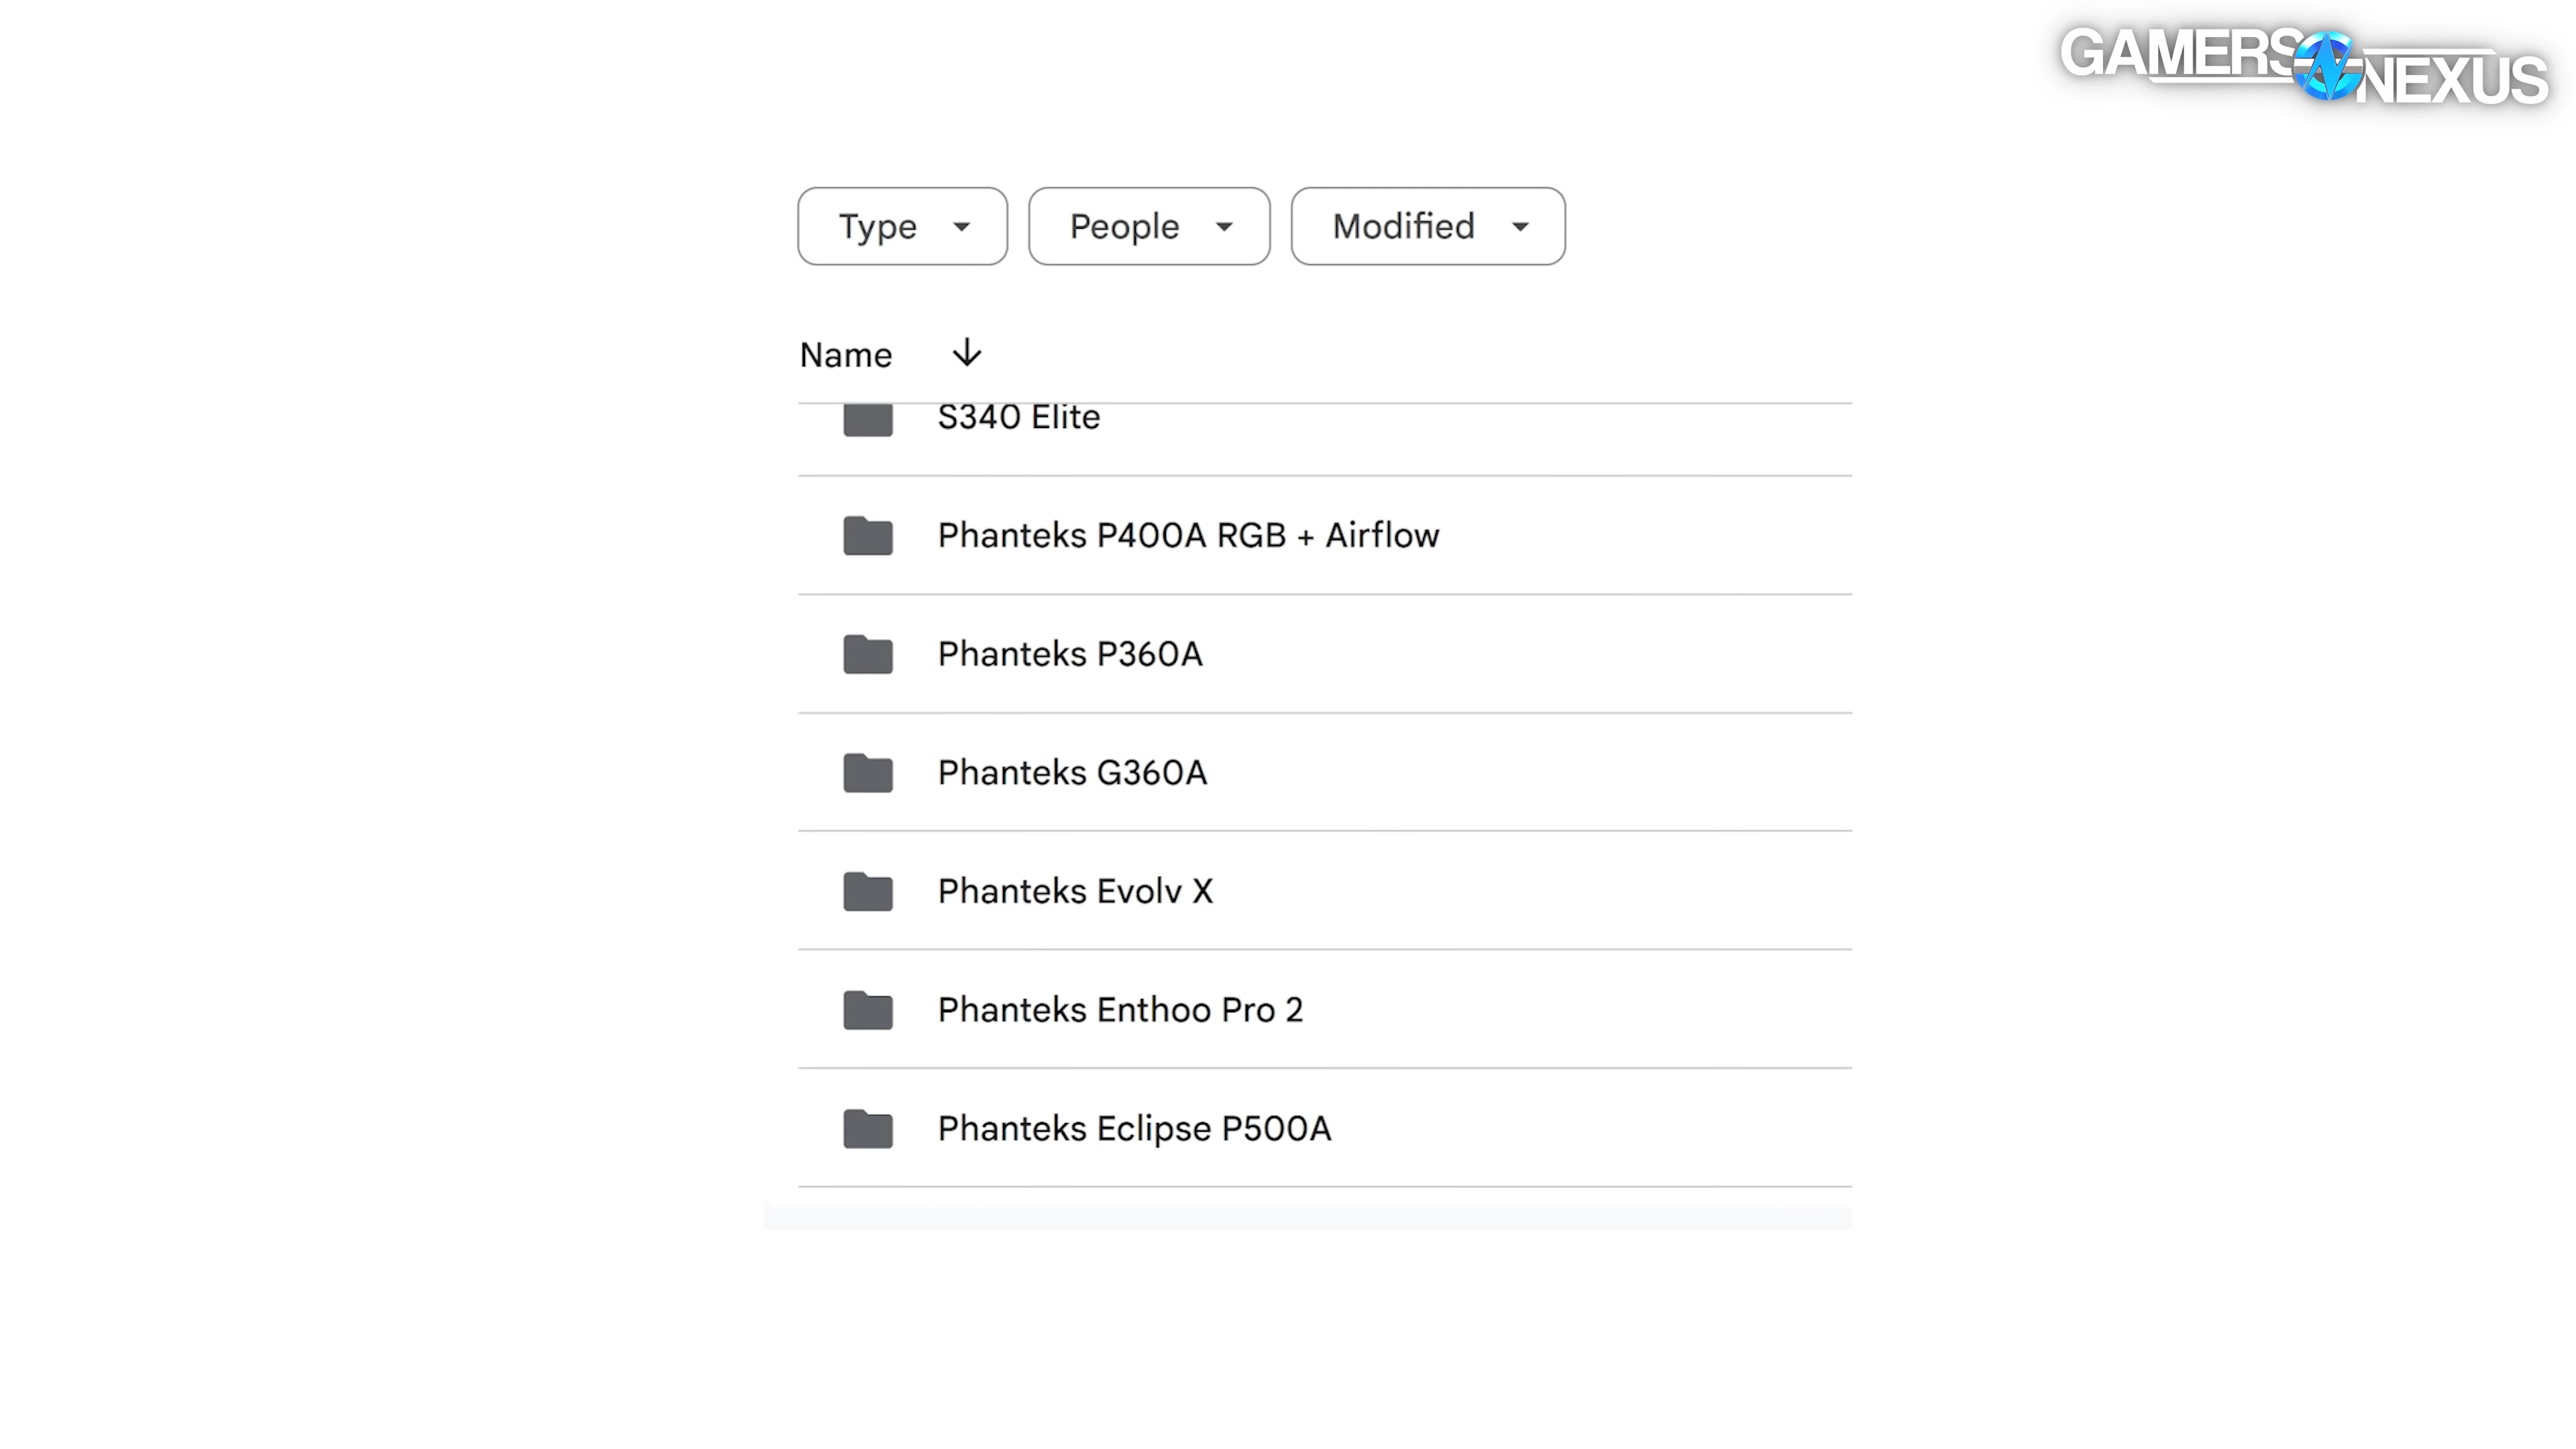 GAMERS NEXUS
Type People Modified
Name
S340 Elite
Phanteks P400A RGB + Airflow
Phanteks P360A
Phanteks G360A
Phanteks Evolv X
Phanteks Enthoo Pro 2
Phanteks Eclipse P500A